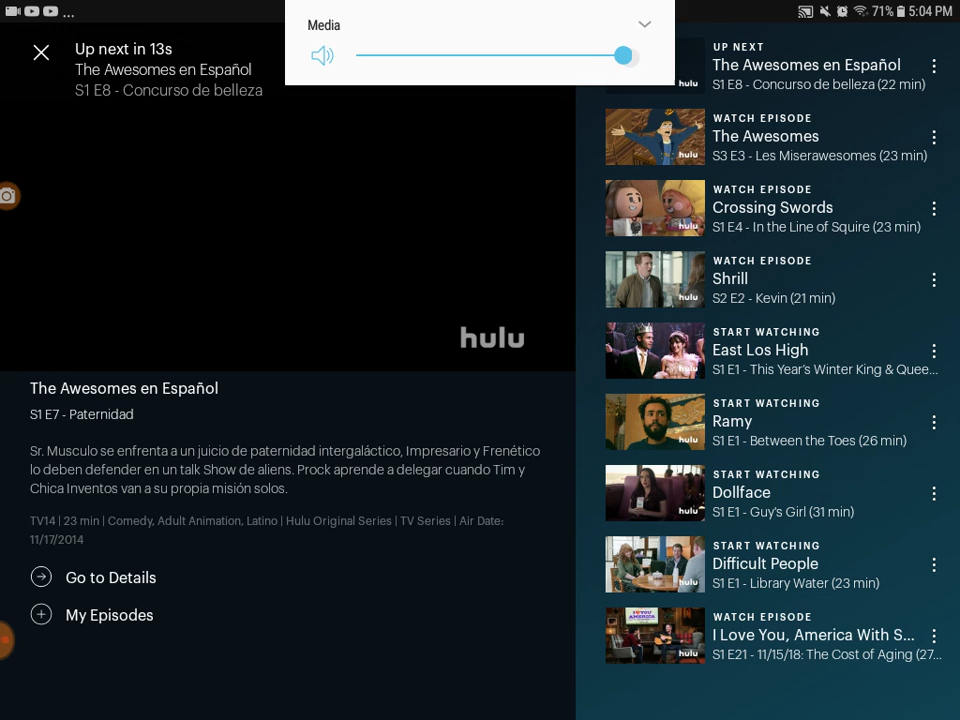 ...
71%
5:04 PM
Media
Up next in 13s
The Awesomes en Español
S1 E8 - Concurso de belleza
hulu
The Awesomes en Español
S1 E7 - Paternidad
Sr. Musculo se enfrenta a un juicio de paternidad intergaláctico, Impresario y Frenético
lo deben defender en un talk Show de aliens. Prock aprende a delegar cuando Tim y
Chica Inventos van a su propia misión solos.
TV14 | 23 min | Comedy, Adult Animation, Latino | Hulu Original Series | TV Series | Air Date:
11/17/2014
Go to Details
My Episodes
UP NEXT
The Awesomes en Español
S1 E8 - Concurso de belleza (22 min)
hulu
WATCH EPISODE
The Awesomes
S3 E3 - Les Miserawesomes (23 min)
hulu
WATCH EPISODE
Crossing Swords
S1 E4 - In the Line of Squire (23 min)
hulu
WATCH EPISODE
Shrill
S2 E2 - Kevin (21 min)
hulu
START WATCHING
East Los High
S1 E1 - This Year's Winter King & Quee...
hulu
START WATCHING
Ramy
S1 E1 - Between the Toes (26 min)
hulu
START WATCHING
Dollface
S1 E1 - Guy's Girl (31 min)
hulu
START WATCHING
Difficult People
S1 E1 - Library Water (23 min)
hulu
WATCH EPISODE
I Love You, America With S...
S1 E21 - 11/15/18: The Cost of Aging (27...
hulu